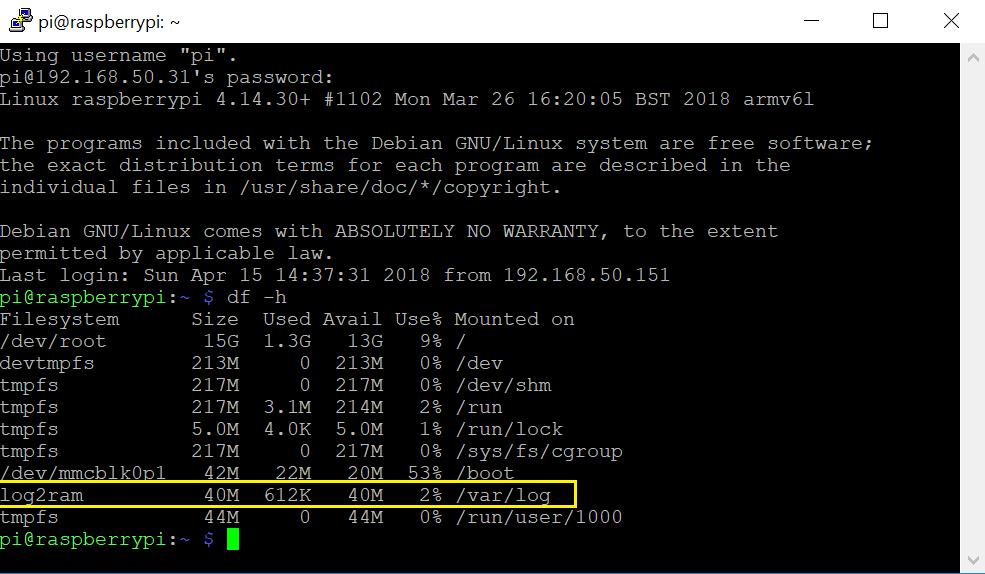 pi@raspberrypi: ~
Using username "pi".
pi@192.168.50.31's password:
Linux raspberrypi 4.14.30+ #1102 Mon Mar 26 16:20:05 BST 2018 armv6l
The programs included with the Debian GNU/Linux system are free software;
the exact distribution terms for each program are described in the
individual files in /usr/share/doc/*/copyright.
Debian GNU/Linux comes with ABSOLUTELY NO WARRANTY, to the extent
permitted by applicable law.
Last login: Sun Apr 15 14:37:31 2018 from 192.168.50.151
pi@raspberrypi:~ $ df -h
Filesystem      Size  Used Avail Use% Mounted on
/dev/root        15G  1.3G   13G   9% /
devtmpfs        213M     0  213M   0% /dev
tmpfs           217M     0  217M   0% /dev/shm
tmpfs           217M  3.1M  214M   2% /run
tmpfs           5.0M  4.0K  5.0M   1% /run/lock
tmpfs           217M     0  217M   0% /sys/fs/cgroup
/dev/mmcblk0p1   42M   22M   20M  53% /boot
log2ram          40M  612K   40M   2% /var/log
tmpfs            44M     0   44M   0% /run/user/1000
pi@raspberrypi:~ $